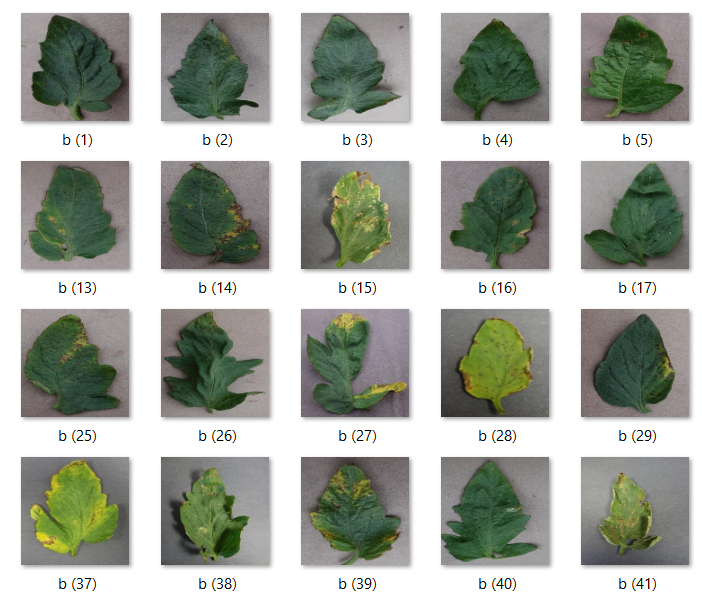 b (1)
b (2)
b (3)
b (4)
b (5)
b (13)
b (14)
b (15)
b (16)
b (17)
b (25)
b (26)
b (27)
b (28)
b (29)
b (37)
b (38)
b (39)
b (40)
b (41)